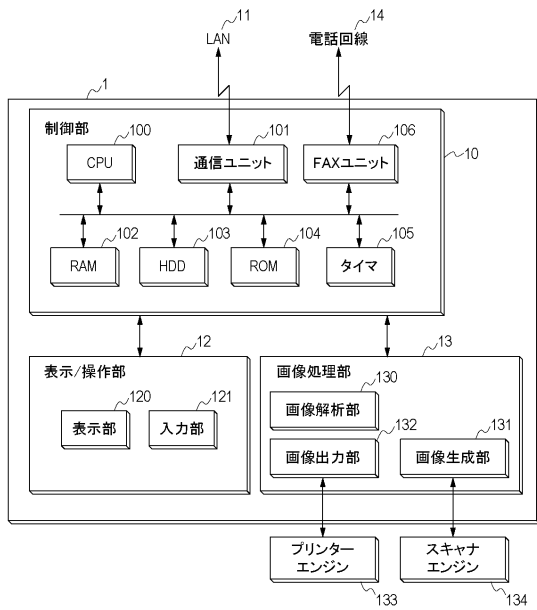 11
LAN
14
電話回線
1
制御部
100
CPU
101
通信ユニット
106
FAXユニット
10
102
RAM
103
HDD
104
ROM
105
タイマ
12
表示/操作部
120
表示部
121
入力部
13
画像処理部
130
画像解析部
132
画像出力部
131
画像生成部
プリンター
エンジン
133
スキャナ
エンジン
134